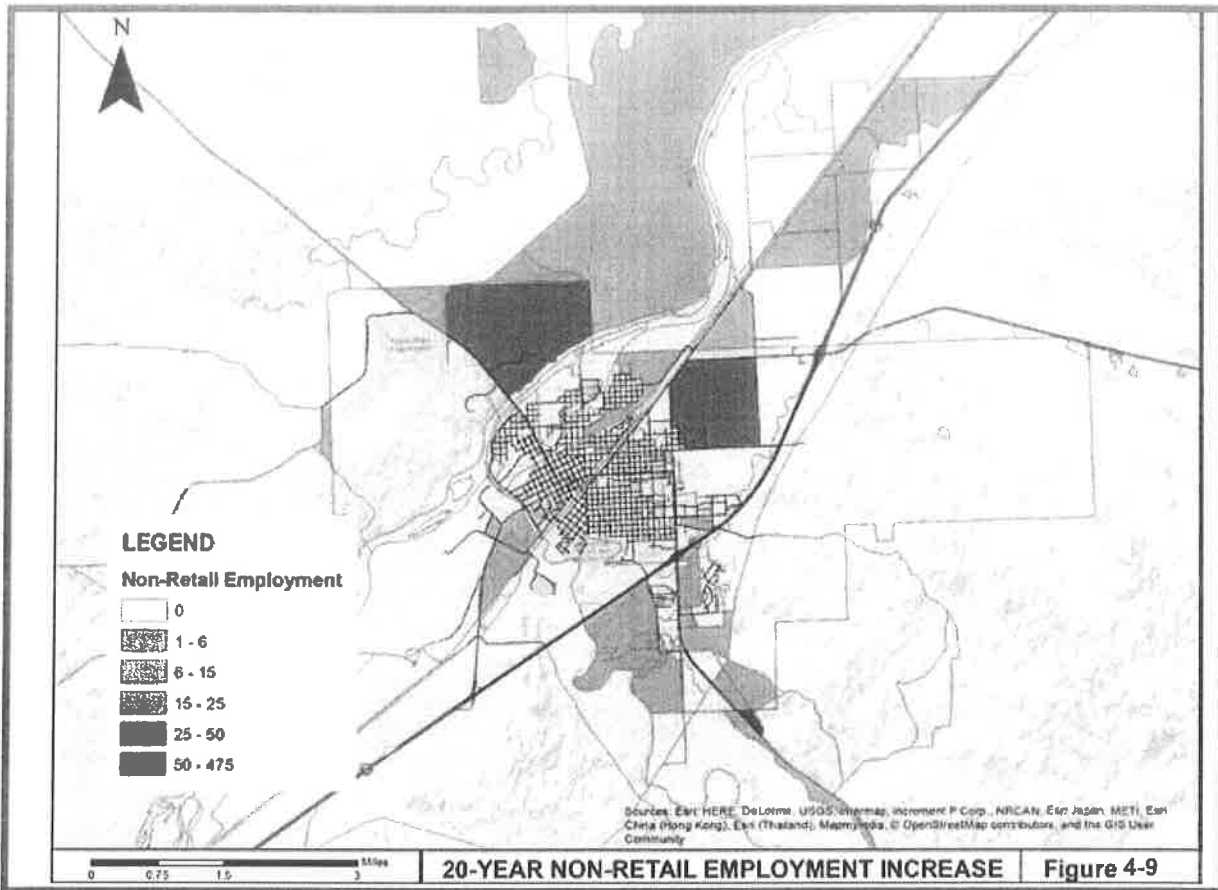 N
LEGEND
Non-Retail Employment
0
1 - 6
6 - 15
15 - 25
25 - 50
50 - 475
Sources: Esri, HERE, DeLorme, USGS, Intermap, increment P Corp., NRCAN, Esri Japan, METI, Esri
China (Hong Kong), Esri (Thailand), MapmyIndia, © OpenStreetMap contributors, and the GIS User
Community
Miles
0 0.75 1.5 3
20-YEAR NON-RETAIL EMPLOYMENT INCREASE
Figure 4-9